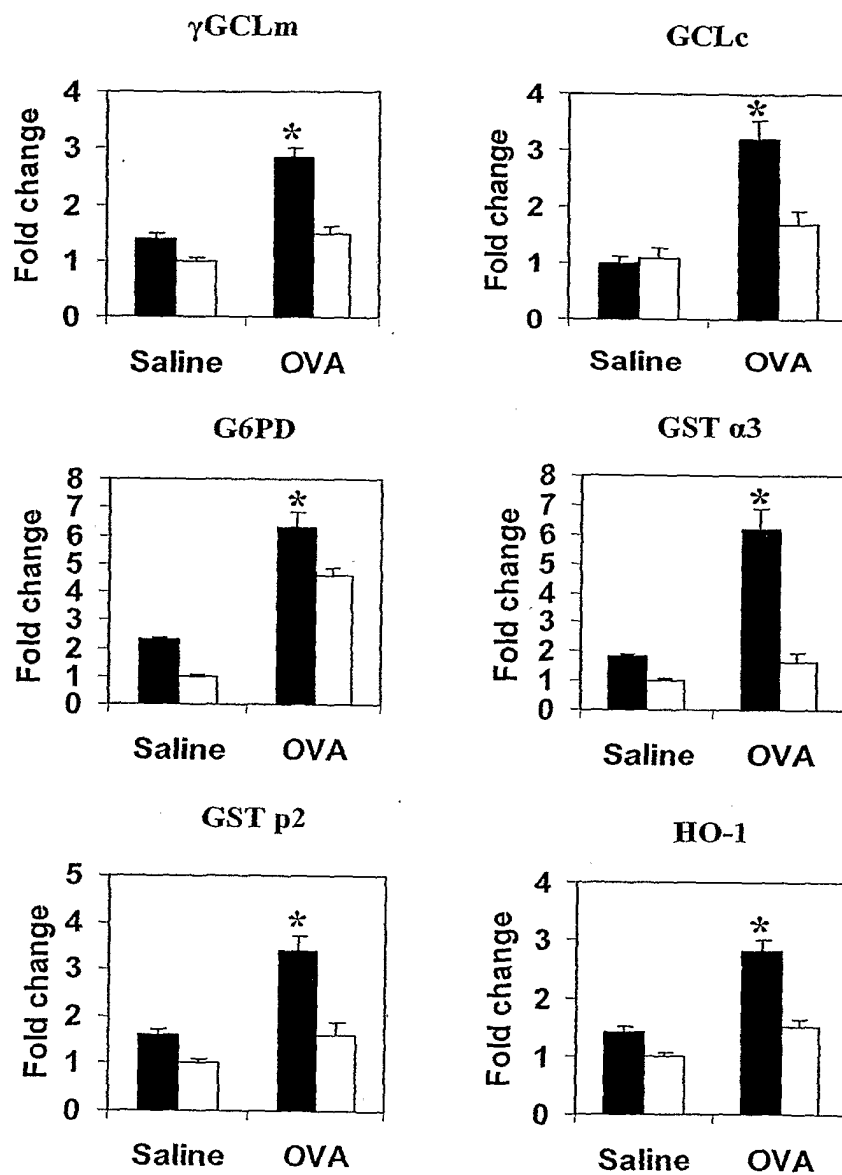 γGCLm
Fold change
4
3
2
1
0
*
Saline OVA
GCLc
Fold change
4
3
2
1
0
*
Saline OVA
G6PD
Fold change
8
7
6
5
4
3
2
1
0
*
Saline OVA
GST α3
Fold change
8
7
6
5
4
3
2
1
0
*
Saline OVA
GST p2
Fold change
5
4
3
2
1
0
*
Saline OVA
HO-1
Fold change
4
3
2
1
0
*
Saline OVA